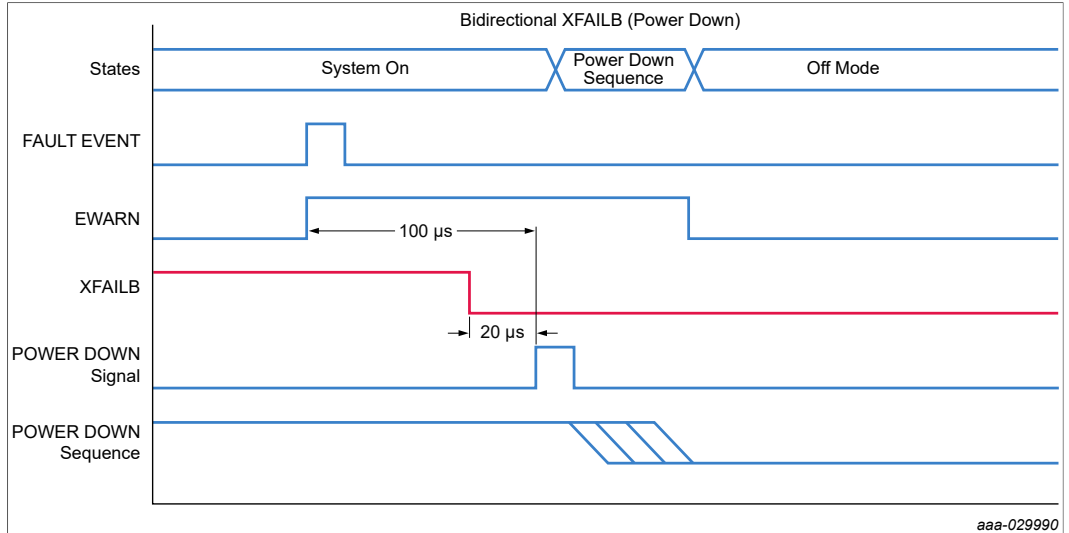 Bidirectional XFAILB (Power Down)
States
System On
Power Down
Sequence
Off Mode
FAULT EVENT
EWARN
100 µs
XFAILB
20 µs
POWER DOWN
Signal
POWER DOWN
Sequence
aaa-029990